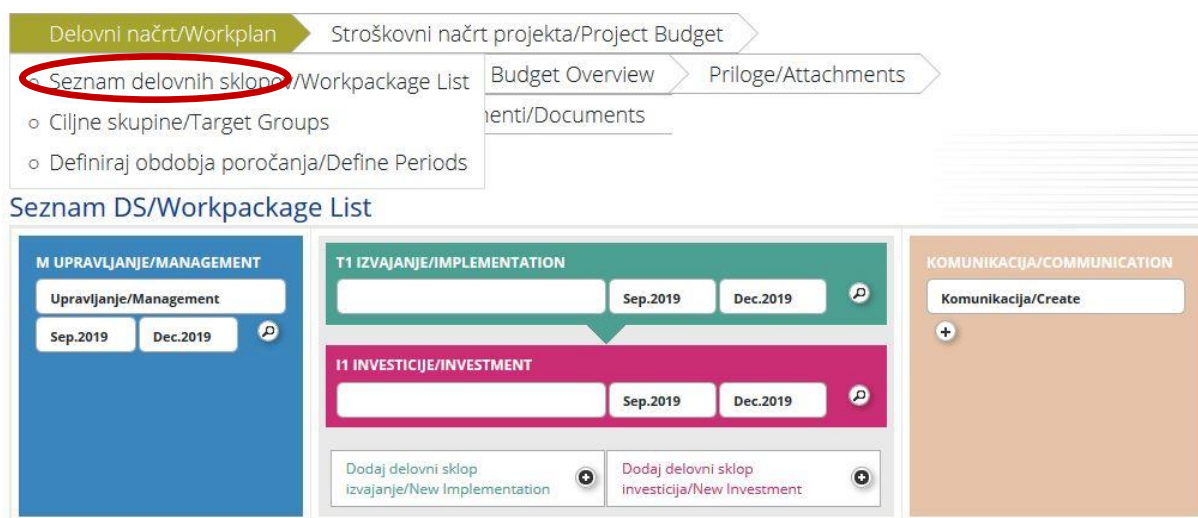 Delovni načrt/Workplan
Stroškovni načrt projekta/Project Budget
Seznam delovnih sklopov/Workpackage List
Budget Overview
Priloge/Attachments
Ciljne skupine/Target Groups
enti/Documents
Definiraj obdobja poročanja/Define Periods
Seznam DS/Workpackage List
M UPRAVLJANJE/MANAGEMENT
Upravljanje/Management
Sep.2019 Dec.2019
T1 IZVAJANJE/IMPLEMENTATION
Sep.2019 Dec.2019
I1 INVESTICIJE/INVESTMENT
Sep.2019 Dec.2019
Dodaj delovni sklop
izvajanje/New Implementation
Dodaj delovni sklop
investicija/New Investment
KOMUNIKACIJA/COMMUNICATION
Komunikacija/Create